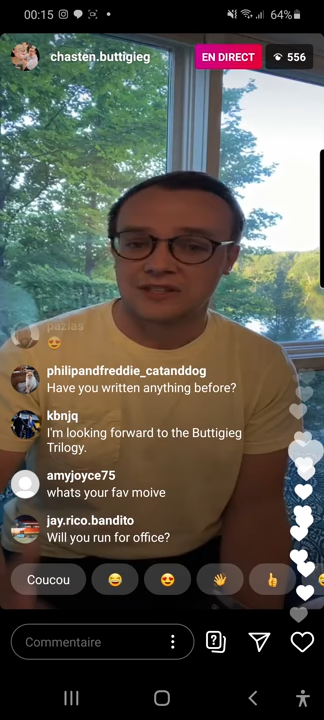 00:15
64%
chasten.buttigieg
EN DIRECT
556
pazias
😍
philipandfreddie_catanddog
Have you written anything before?
kbnjq
I'm looking forward to the Buttigieg
Trilogy.
amyjoyce75
whats your fav moive
jay.rico.bandito
Will you run for office?
Coucou
😂
😍
👋
👍
Commentaire